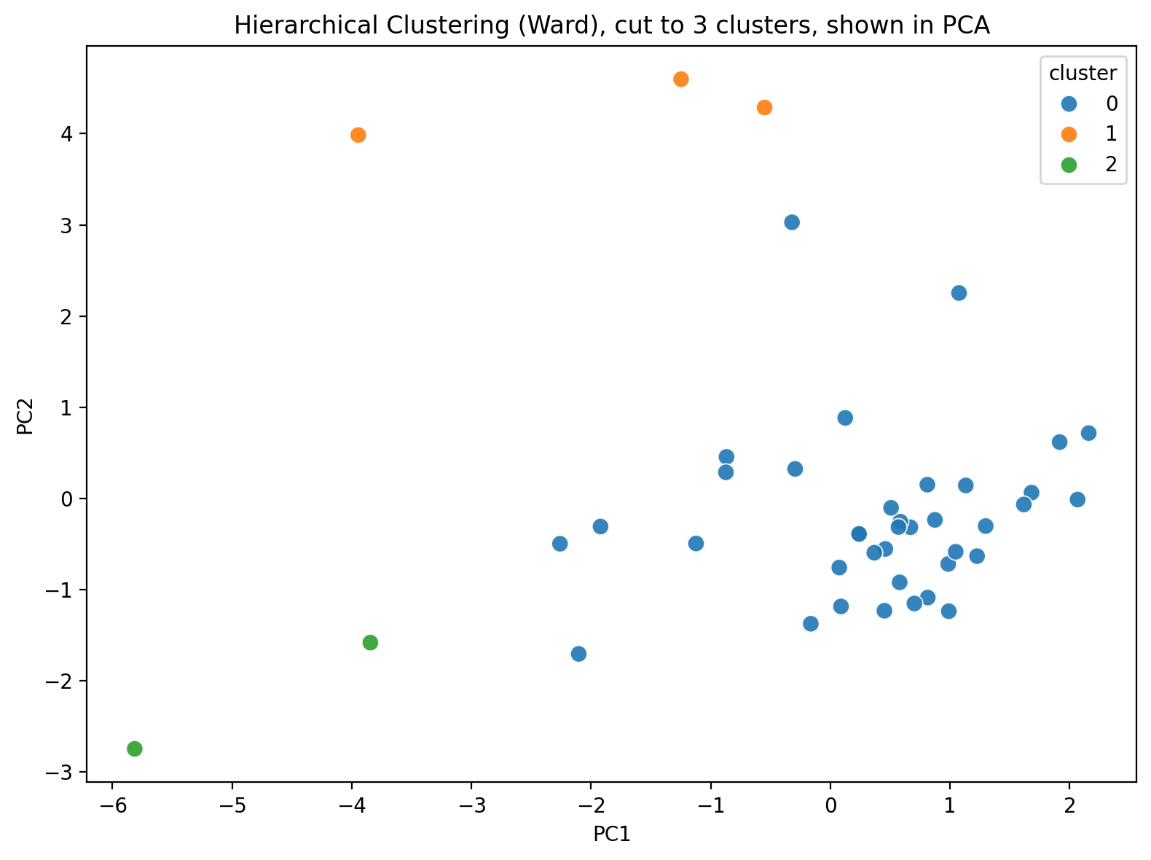 Hierarchical Clustering (Ward), cut to 3 clusters, shown in PCA
cluster
0
1
2
4
3
2
1
0
−1
−2
−3
PC2
−6 −5 −4 −3 −2 −1 0 1 2
PC1